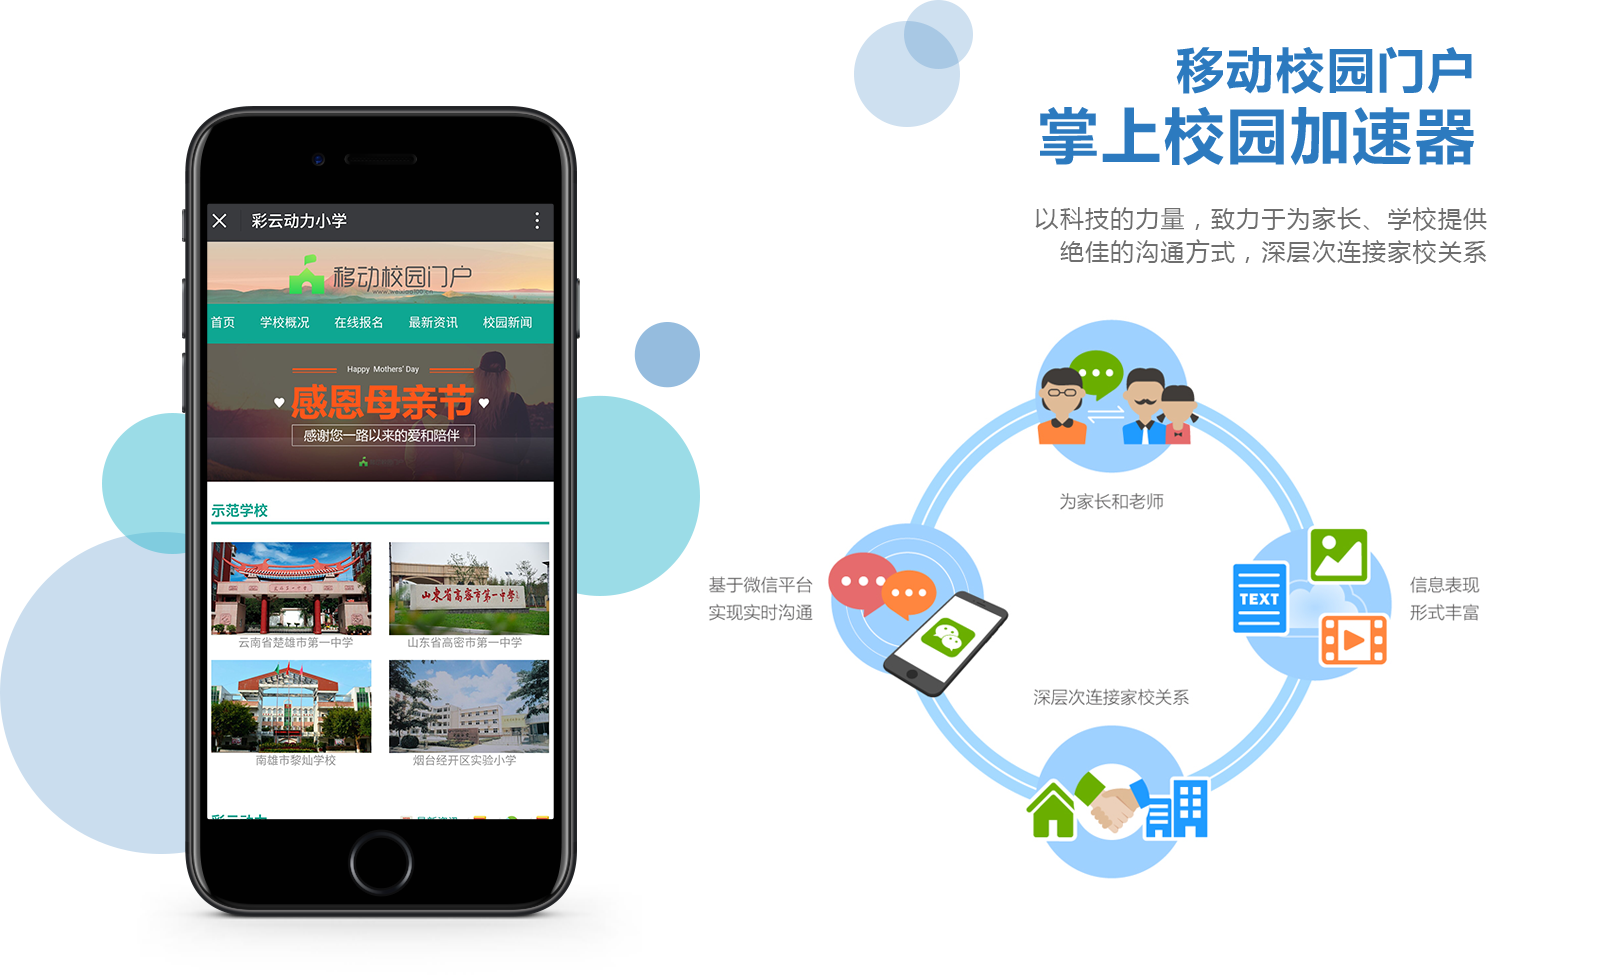 移动校园门户
掌上校园加速器
以科技的力量，致力于为家长、学校提供
绝佳的沟通方式，深层次连接家校关系
彩云动力小学
移动校园门户
首页 学校概况 在线报名 最新资讯 校园新闻
Happy Mothers' Day
感恩母亲节
感谢您一路以来的爱和陪伴
示范学校
山东省高密市第一中学
云南省楚雄市第一中学
山东省高密市第一中学
南雄市黎灿学校
烟台经开区实验小学
为家长和老师
基于微信平台
实现实时沟通
TEXT
信息表现
形式丰富
深层次连接家校关系